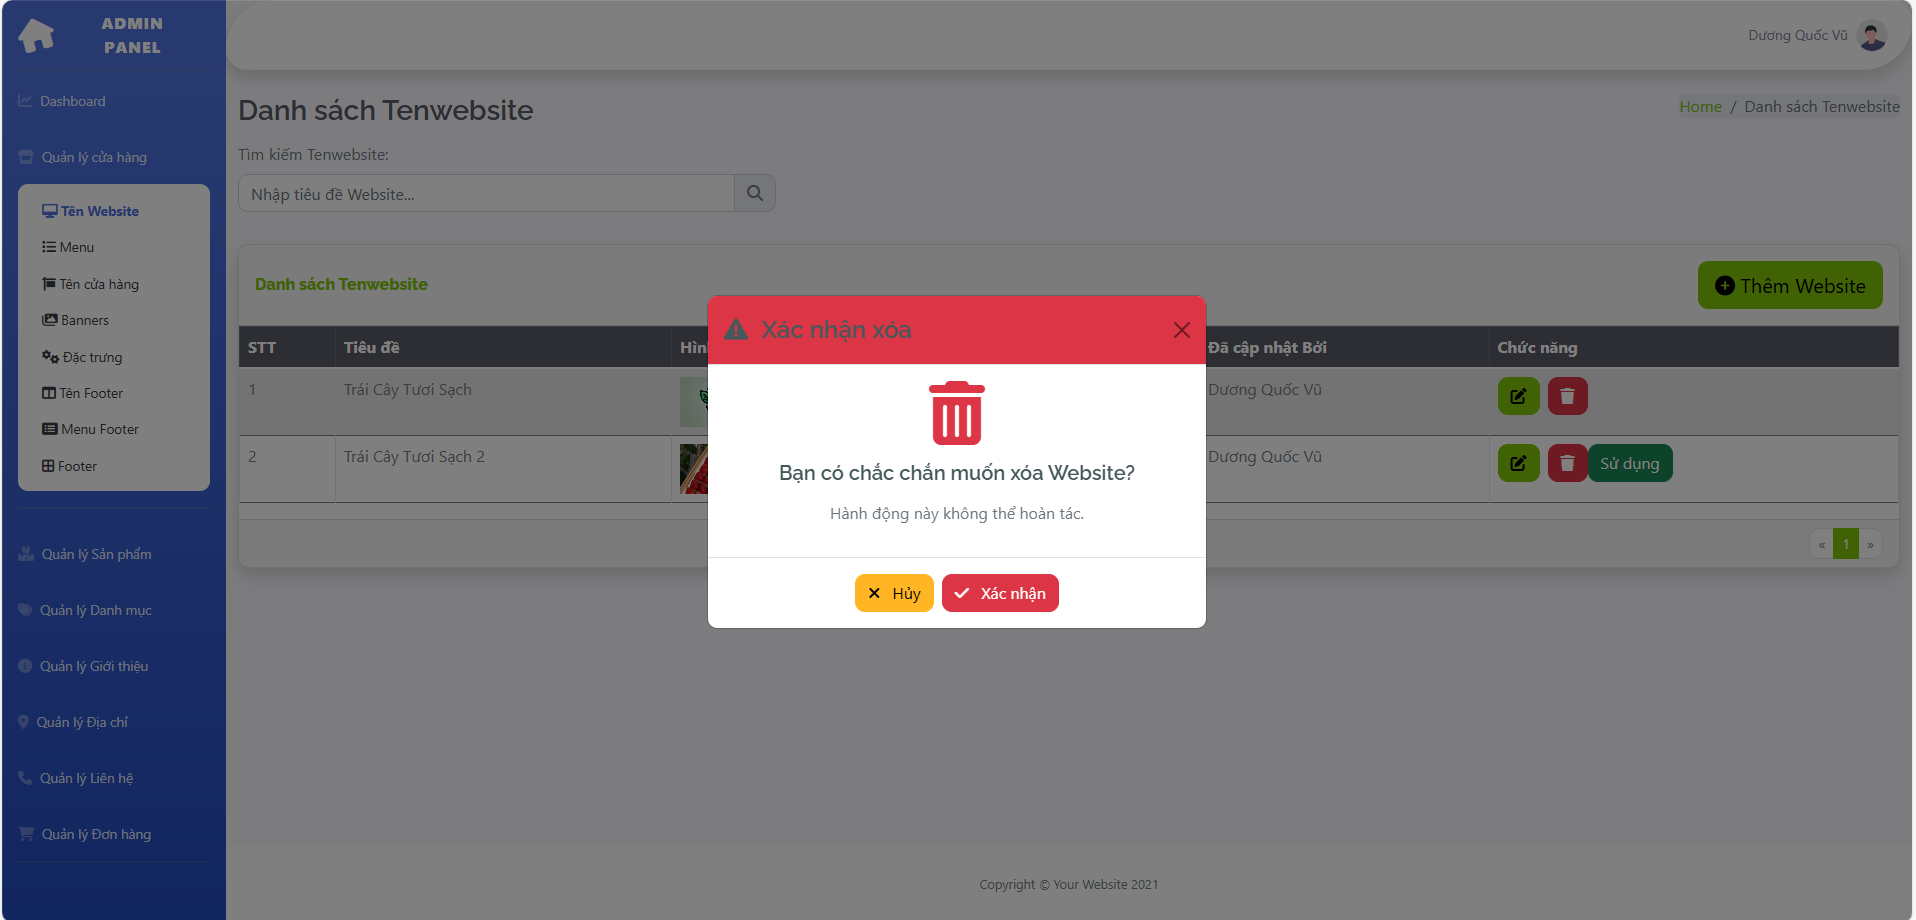 ADMIN
PANEL
Dương Quốc Vũ
Dashboard
Quản lý cửa hàng
Tên Website
Menu
Tên cửa hàng
Banners
Đặc trưng
Tên Footer
Menu Footer
Footer
Quản lý Sản phẩm
Quản lý Danh mục
Quản lý Giới thiệu
Quản lý Địa chỉ
Quản lý Liên hệ
Quản lý Đơn hàng
Danh sách Tenwebsite
Home / Danh sách Tenwebsite
Tìm kiếm Tenwebsite:
Nhập tiêu đề Website...
Danh sách Tenwebsite
Thêm Website
STT Tiêu đề Đã cập nhật Bởi Chức năng
1 Trái Cây Tươi Sạch Dương Quốc Vũ
2 Trái Cây Tươi Sạch 2 Dương Quốc Vũ Sử dụng
« 1 »
Xác nhận xóa
Bạn có chắc chắn muốn xóa Website?
Hành động này không thể hoàn tác.
Hủy Xác nhận
Copyright © Your Website 2021